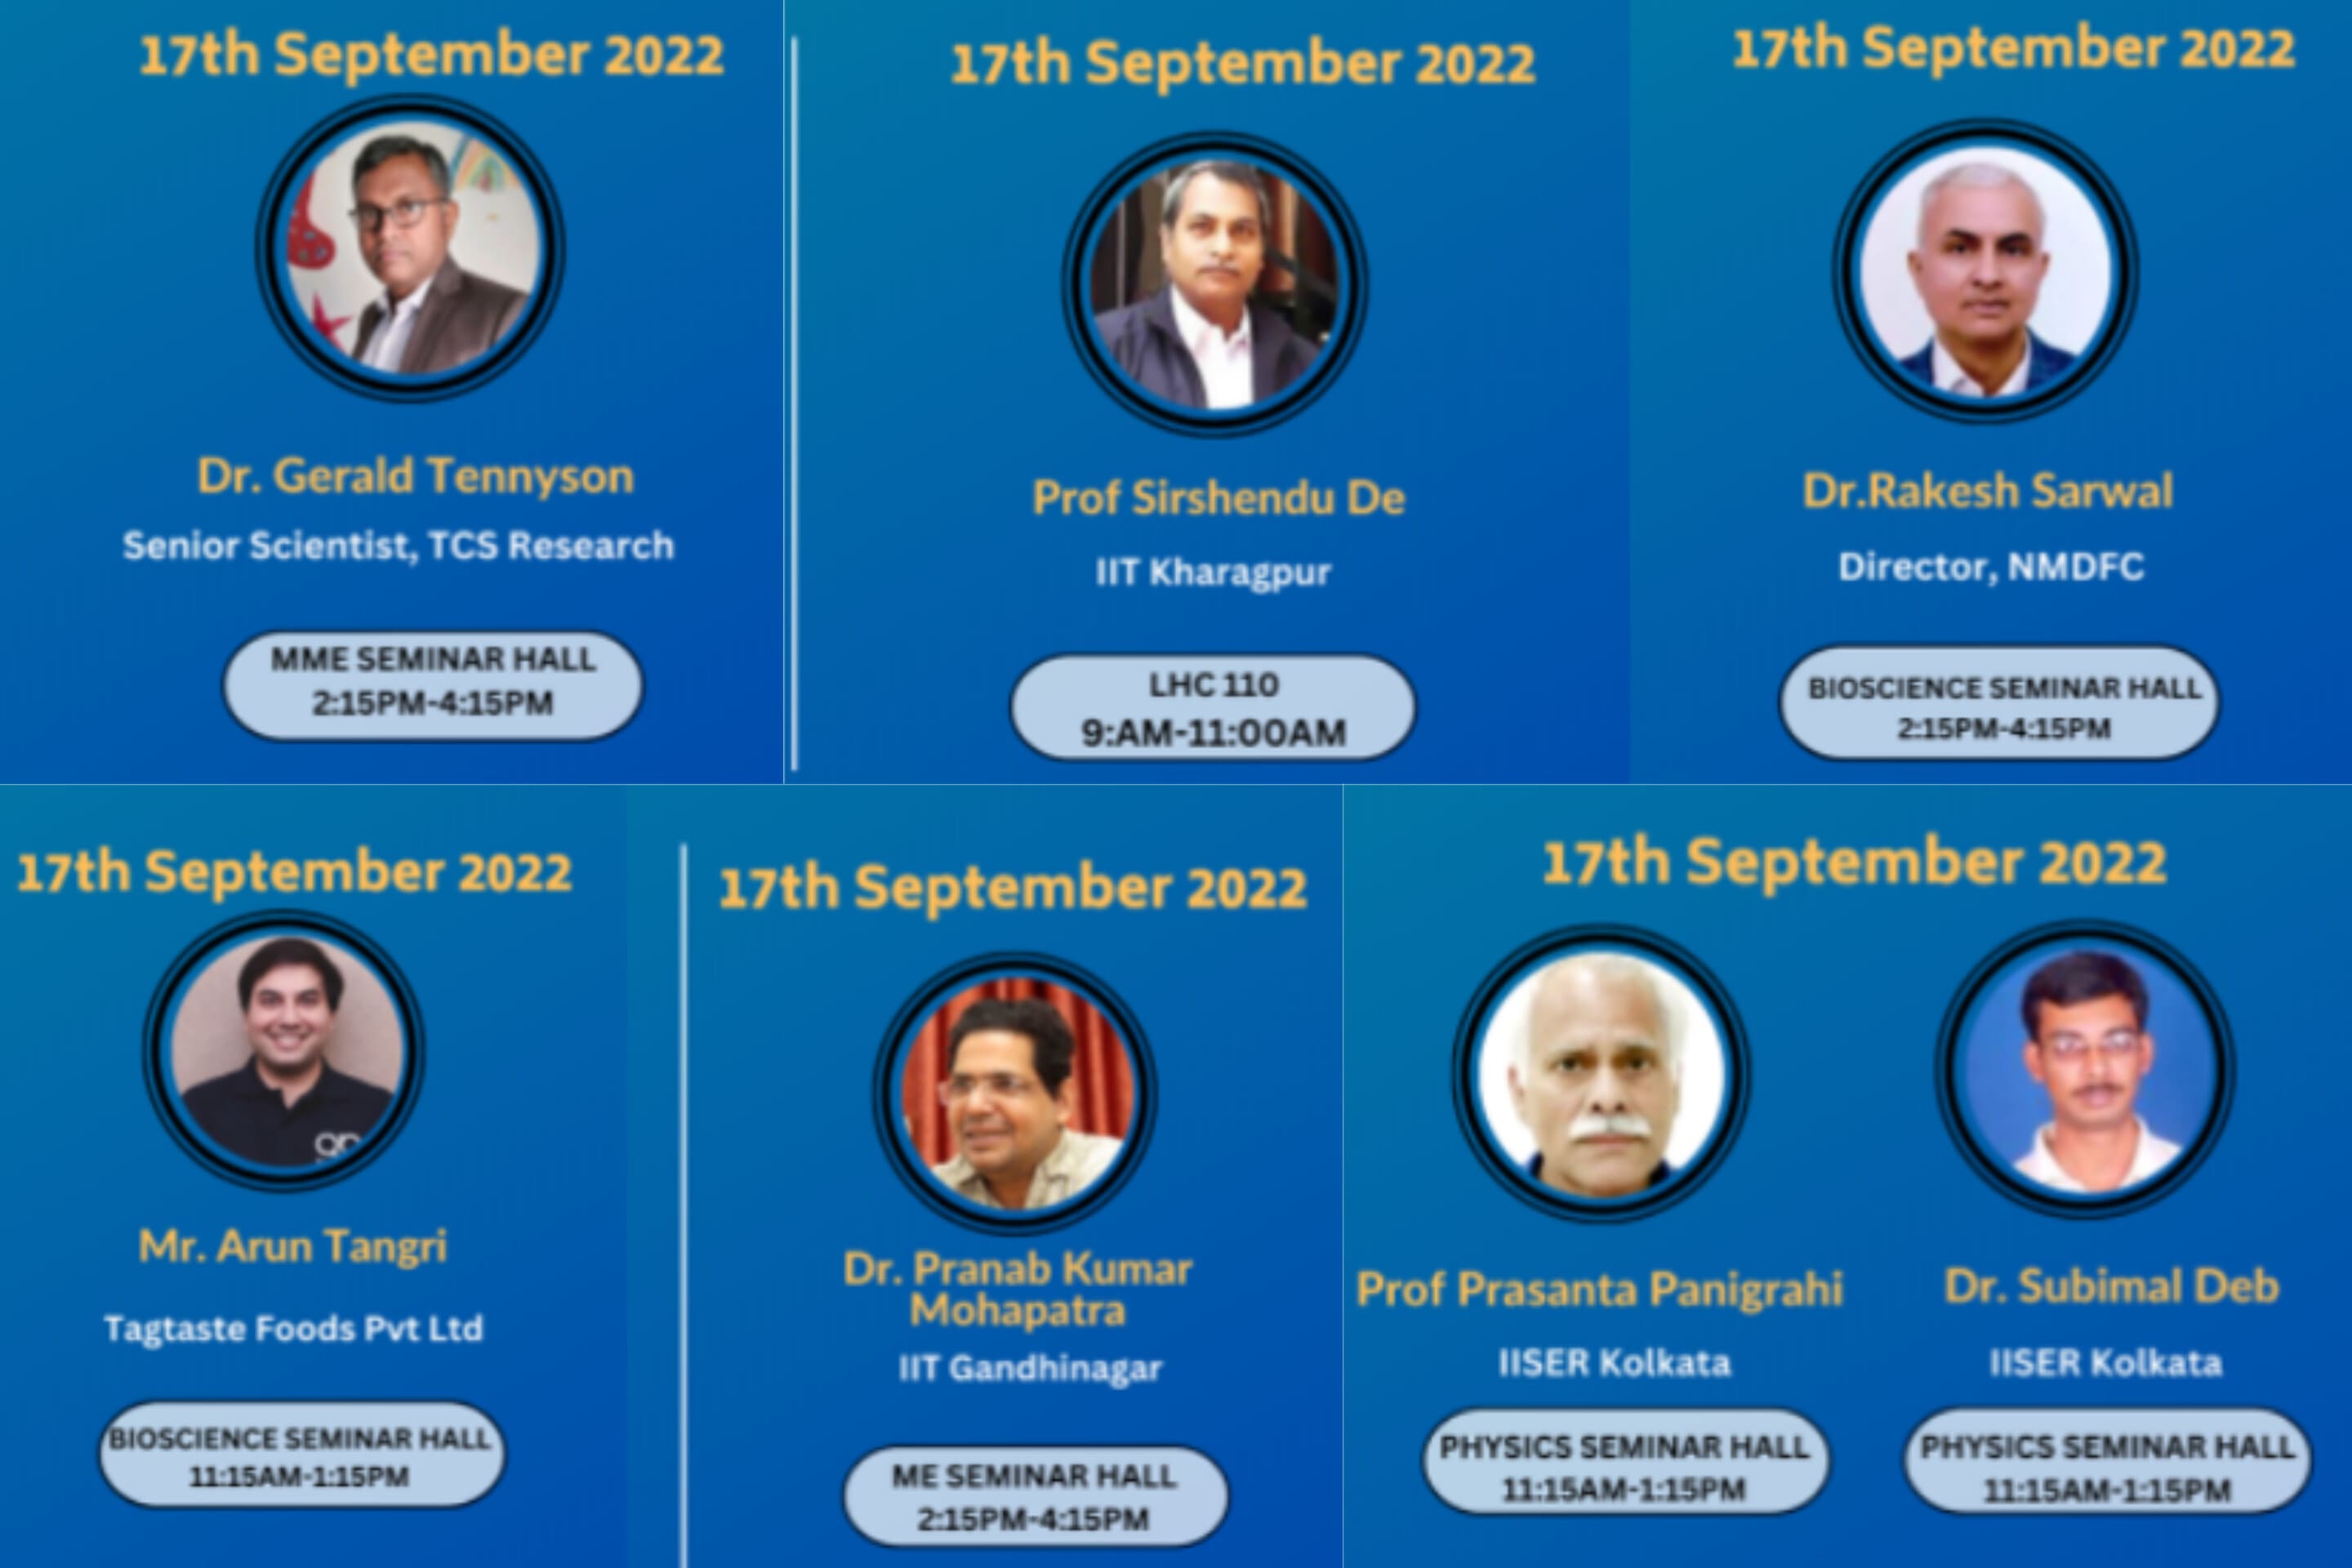 17th September 2022
Dr. Gerald Tennyson
Senior Scientist, TCS Research
MME SEMINAR HALL
2:15PM-4:15PM
17th September 2022
Prof Sirshendu De
IIT Kharagpur
LHC 110
9:AM-11:00AM
17th September 2022
Dr.Rakesh Sarwal
Director, NMDFC
BIOSCIENCE SEMINAR HALL
2:15PM-4:15PM
17th September 2022
Mr. Arun Tangri
Tagtaste Foods Pvt Ltd
BIOSCIENCE SEMINAR HALL
11:15AM-1:15PM
17th September 2022
Dr. Pranab Kumar
Mohapatra
IIT Gandhinagar
ME SEMINAR HALL
2:15PM-4:15PM
17th September 2022
Prof Prasanta Panigrahi
IISER Kolkata
PHYSICS SEMINAR HALL
11:15AM-1:15PM
Dr. Subimal Deb
IISER Kolkata
PHYSICS SEMINAR HALL
11:15AM-1:15PM